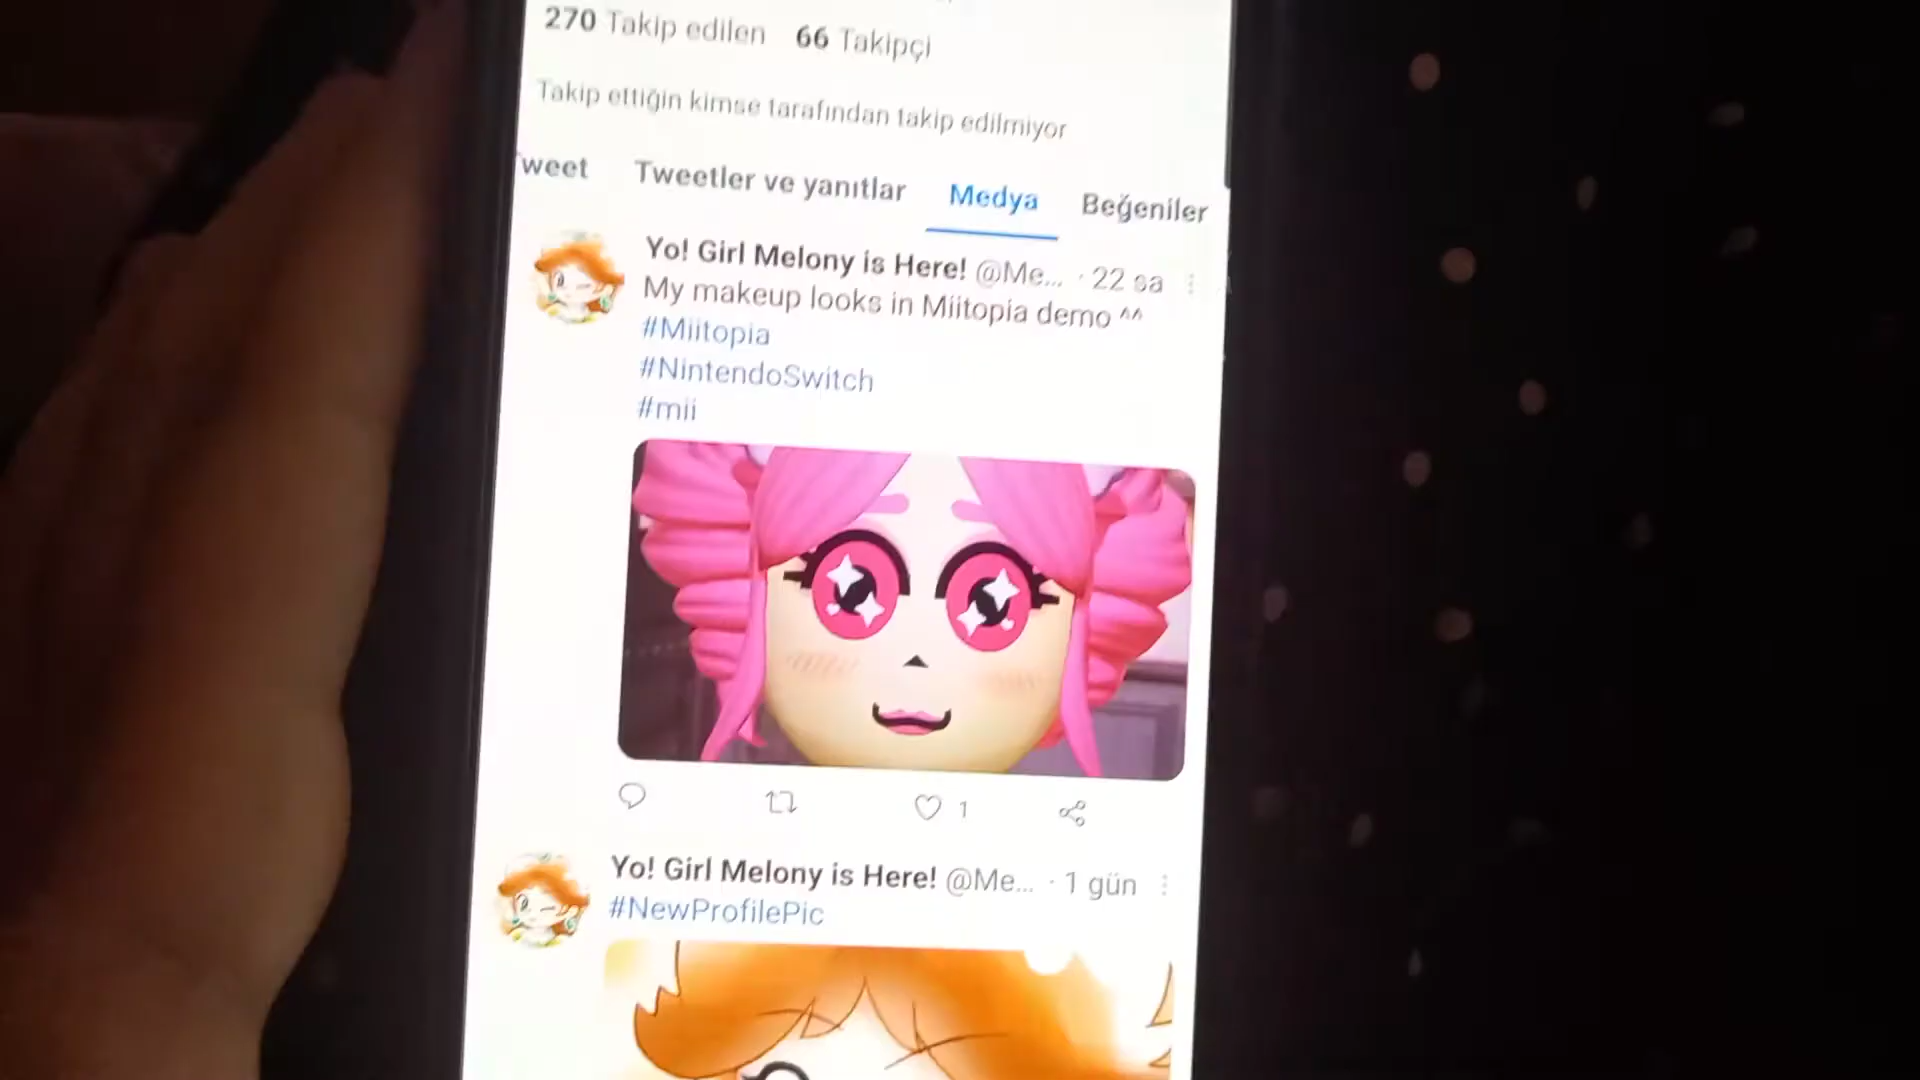 270 Takip edilen 66 Takipçi
Takip ettiğin kimse tarafından takip edilmiyor
weet Tweetler ve yanıtlar Medya Beğeniler
Yo! Girl Melony is Here! @Me... · 22 sa
My makeup looks in Miitopia demo ^^
#Miitopia
#NintendoSwitch
#mii
1
Yo! Girl Melony is Here! @Me... · 1 gün
#NewProfilePic